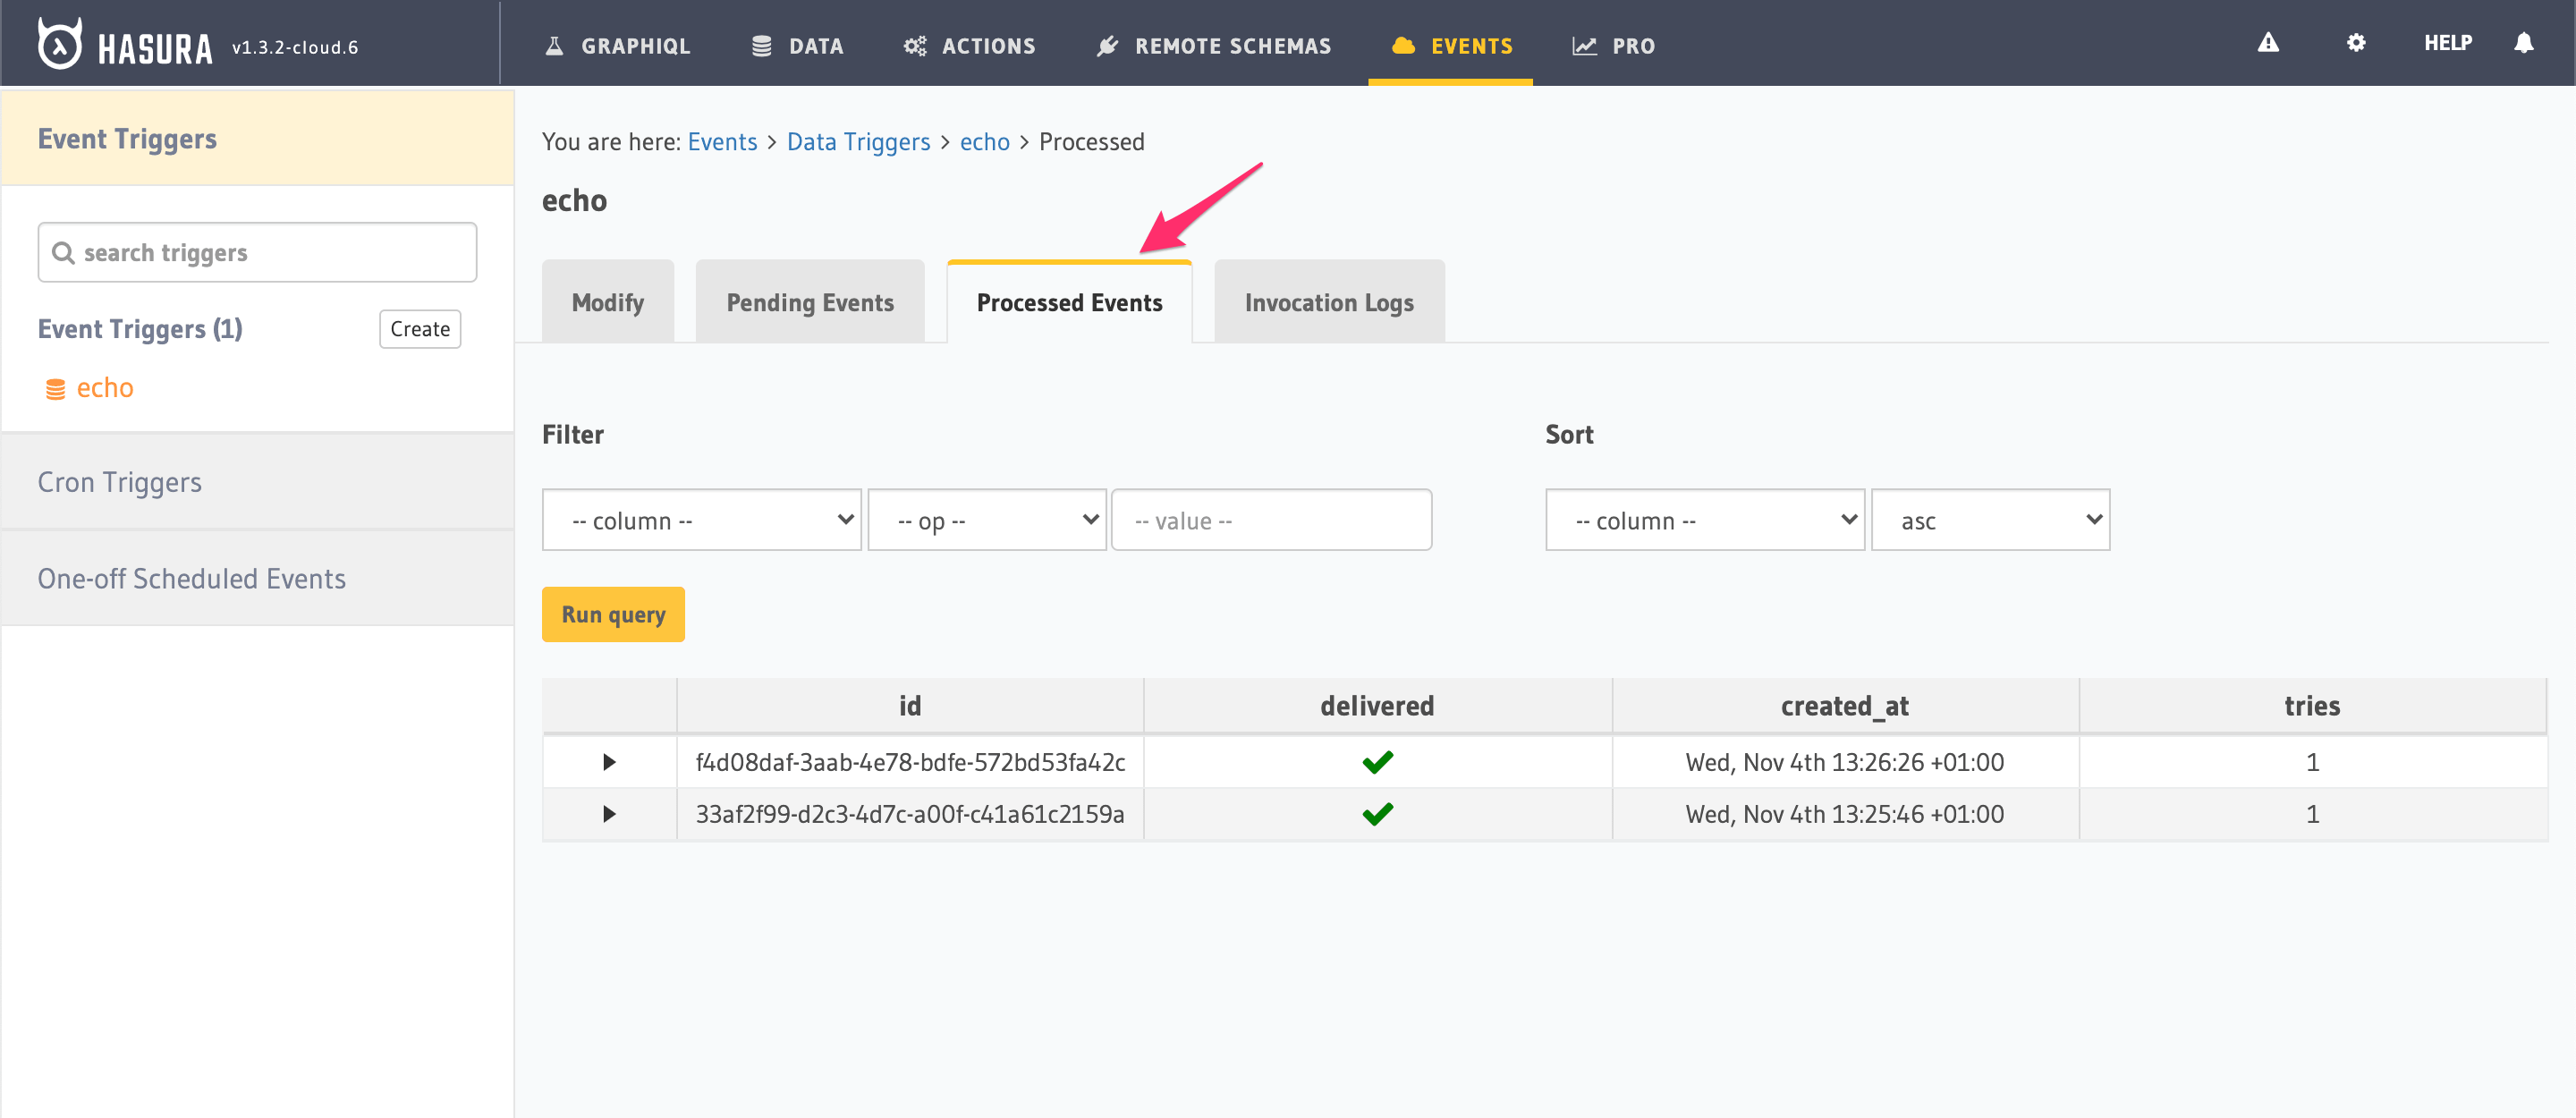 HASURA v1.3.2-cloud.6 GRAPHIQL DATA ACTIONS REMOTE SCHEMAS EVENTS PRO HELP
Event Triggers
search triggers
Event Triggers (1) Create
echo
Cron Triggers
One-off Scheduled Events
You are here: Events > Data Triggers > echo > Processed
echo
Modify Pending Events Processed Events Invocation Logs
Filter Sort
-- column -- -- op -- -- value -- -- column -- asc
Run query
id delivered created_at tries
f4d08daf-3aab-4e78-bdfe-572bd53fa42c Wed, Nov 4th 13:26:26 +01:00 1
33af2f99-d2c3-4d7c-a00f-c41a61c2159a Wed, Nov 4th 13:25:46 +01:00 1